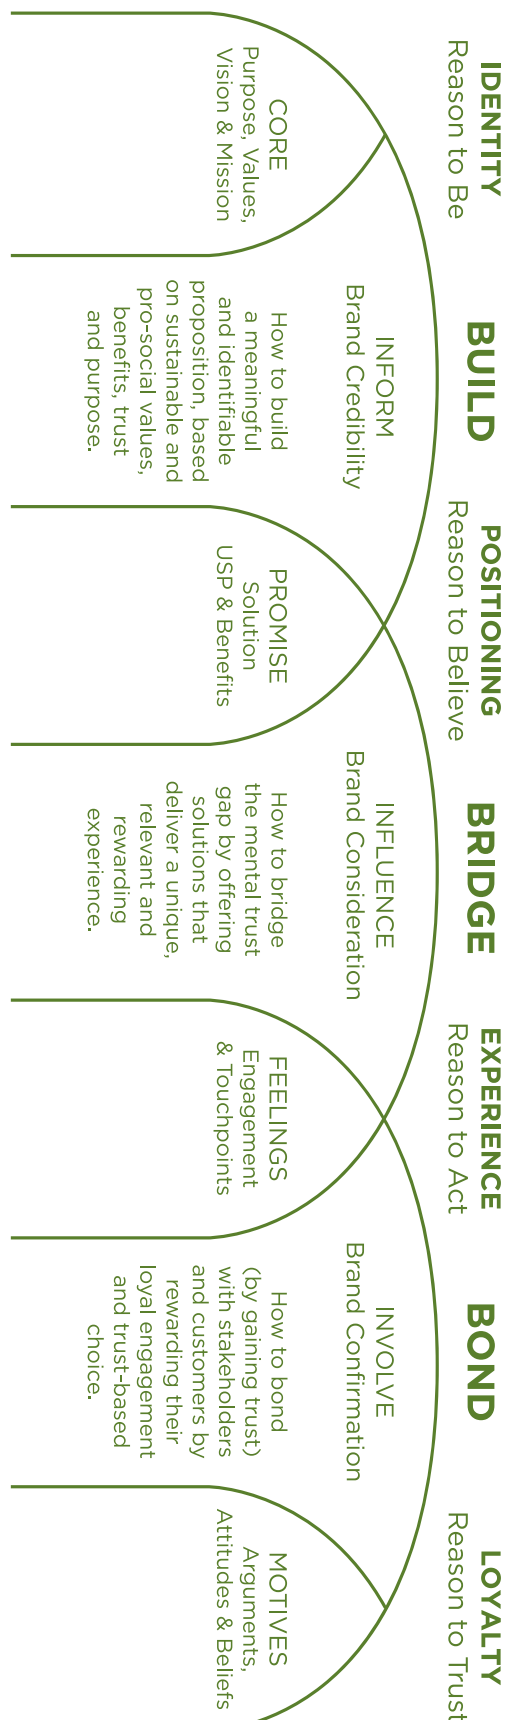 IDENTITY
Reason to Be
CORE
Purpose, Values,
Vision & Mission
BUILD
INFORM
Brand Credibility
How to build
a meaningful
and identifiable
proposition, based
on sustainable and
pro-social values,
benefits, trust
and purpose.
POSITIONING
Reason to Believe
PROMISE
Solution
USP & Benefits
BRIDGE
INFLUENCE
Brand Consideration
How to bridge
the mental trust
gap by offering
solutions that
deliver a unique,
relevant and
rewarding
experience.
EXPERIENCE
Reason to Act
FEELINGS
Engagement
& Touchpoints
BOND
INVOLVE
Brand Confirmation
How to bond
(by gaining trust)
with stakeholders
and customers by
rewarding their
loyal engagement
and trust-based
choice.
LOYALTY
Reason to Trust
MOTIVES
Arguments,
Attitudes & Beliefs